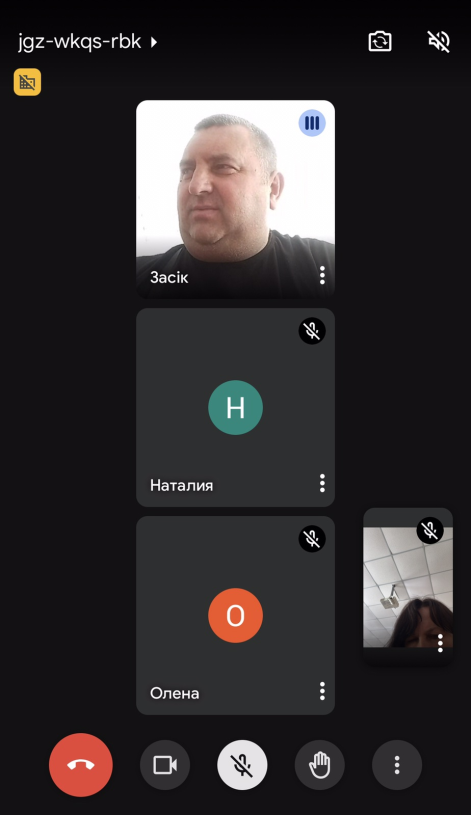 jgz-wkqs-rbk
Засік
Н
Наталия
О
Олена